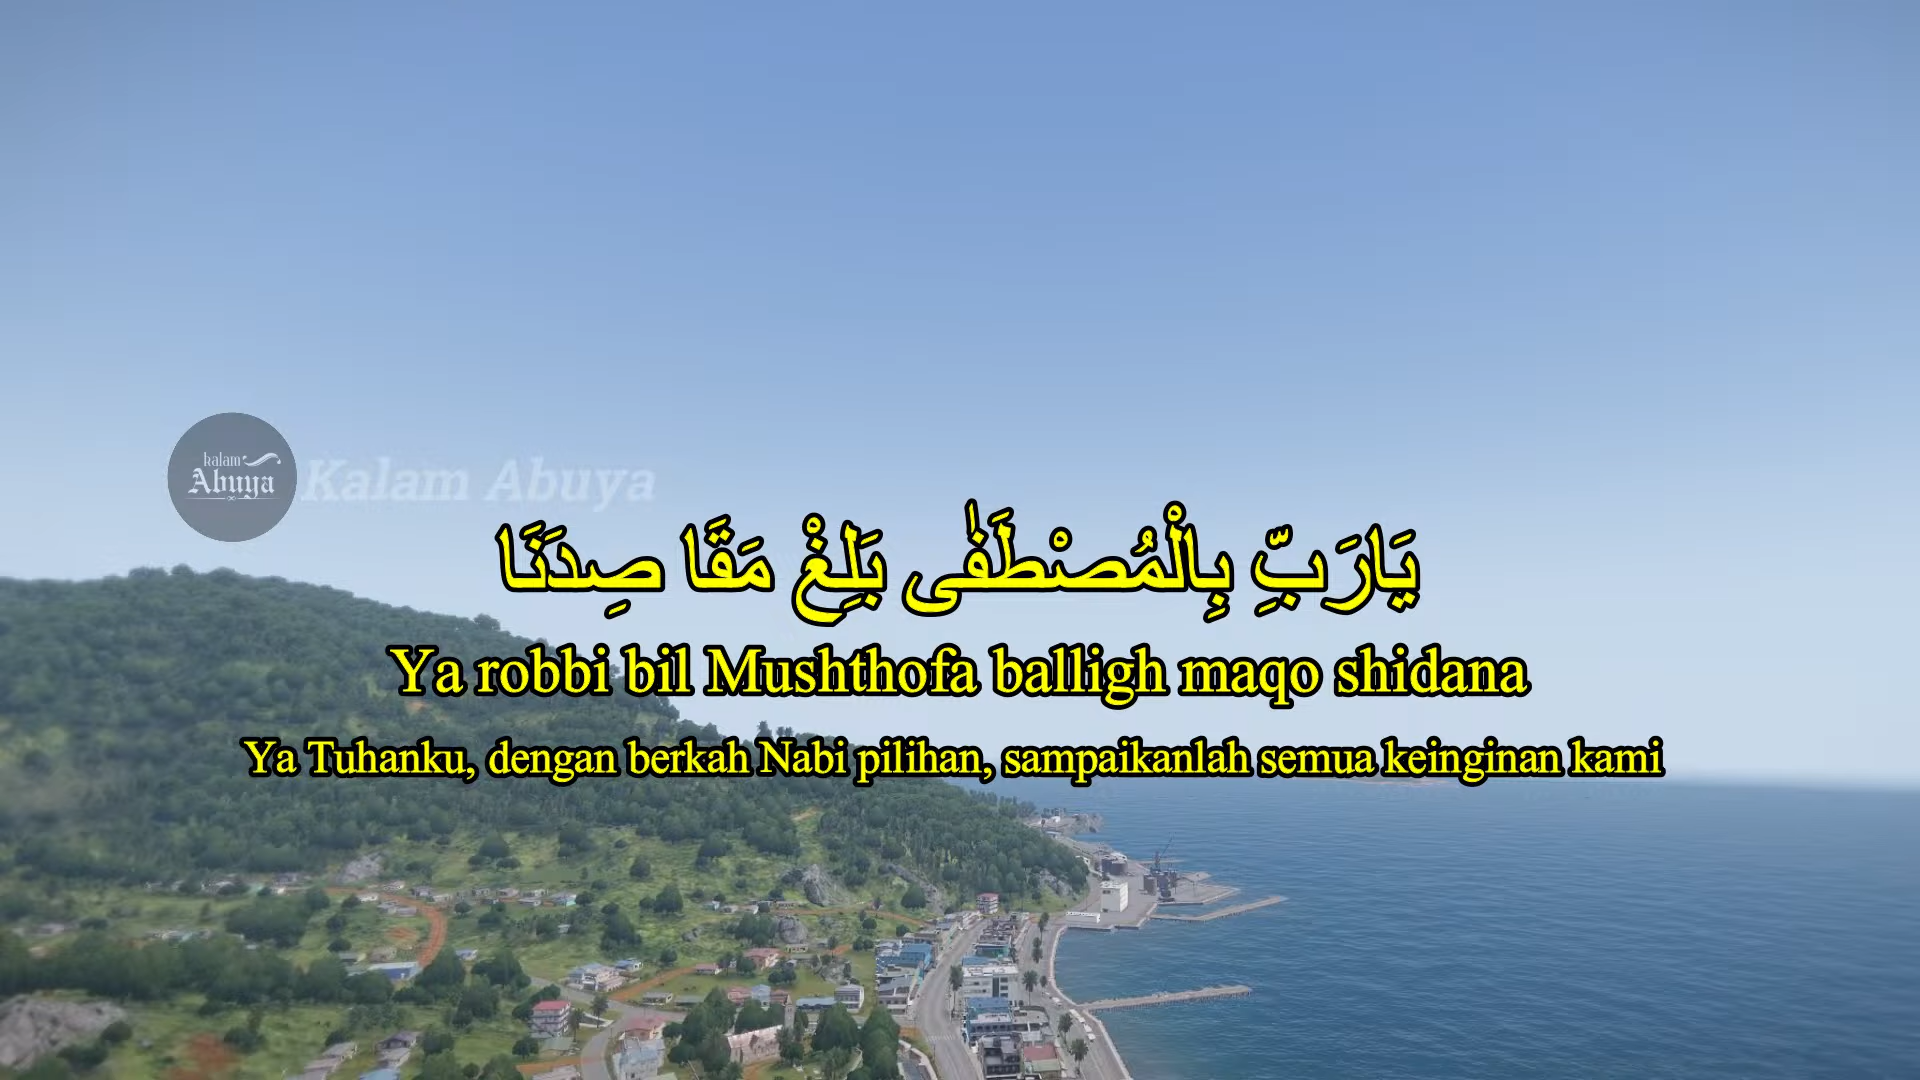 kalam
Abuya
Kalam Abuya
يَارَبِّ بِالْمُصْطَفٰى بَلِغْ مَقَا صِدَنَا
Ya robbi bil Mushthofa balligh maqo shidana
Ya Tuhanku, dengan berkah Nabi pilihan, sampaikanlah semua keinginan kami